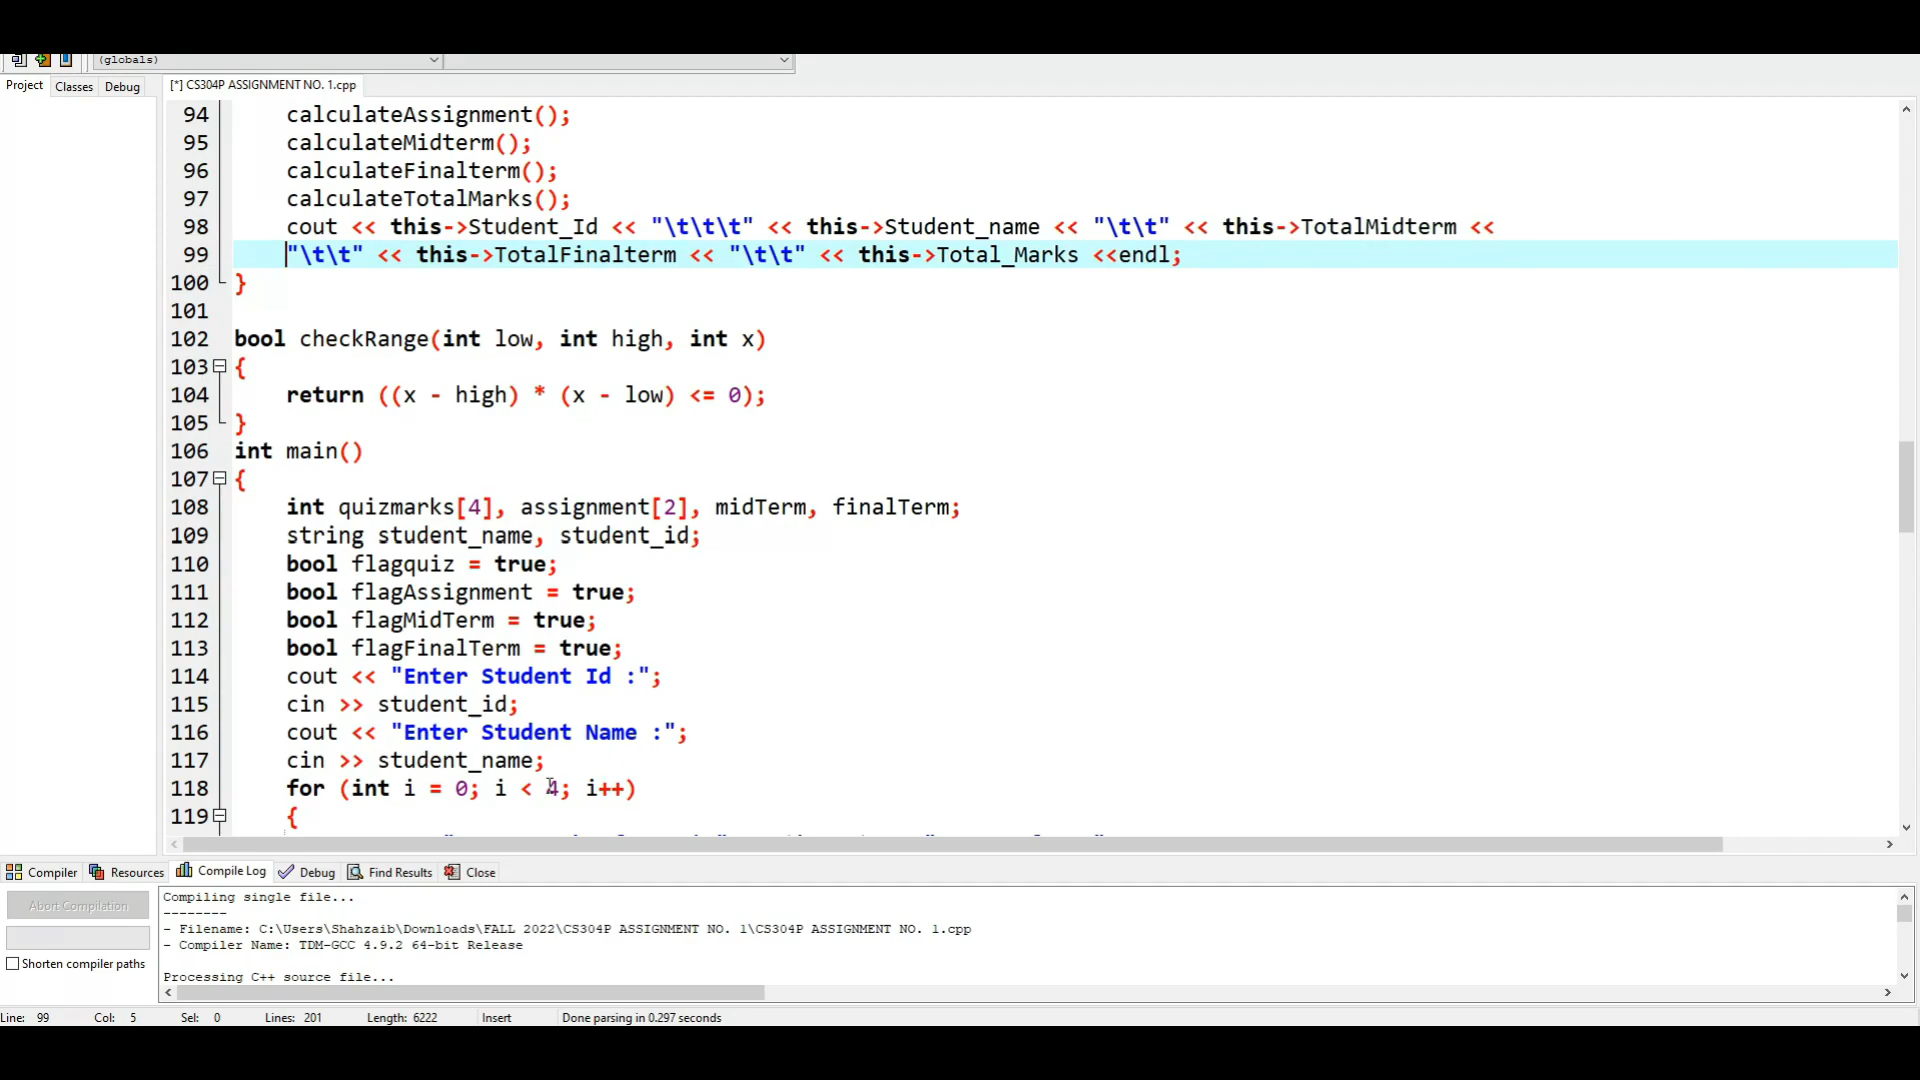 (globals)
Project Classes Debug [*] CS304P ASSIGNMENT NO. 1.cpp
94 calculateAssignment();
95 calculateMidterm();
96 calculateFinalterm();
97 calculateTotalMarks();
98 cout << this->Student_Id << "\t\t\t" << this->Student_name << "\t\t" << this->TotalMidterm <<
99 "\t\t" << this->TotalFinalterm << "\t\t" << this->Total_Marks <<endl;
100 }
101
102 bool checkRange(int low, int high, int x)
103 {
104 return ((x - high) * (x - low) <= 0);
105 }
106 int main()
107 {
108 int quizmarks[4], assignment[2], midTerm, finalTerm;
109 string student_name, student_id;
110 bool flagquiz = true;
111 bool flagAssignment = true;
112 bool flagMidTerm = true;
113 bool flagFinalTerm = true;
114 cout << "Enter Student Id :";
115 cin >> student_id;
116 cout << "Enter Student Name :";
117 cin >> student_name;
118 for (int i = 0; i < 4; i++)
119 {
Compiler Resources Compile Log Debug Find Results Close
Abort Compilation
Shorten compiler paths
Compiling single file...
--------
- Filename: C:\Users\Shahzaib\Downloads\FALL 2022\CS304P ASSIGNMENT NO. 1\CS304P ASSIGNMENT NO. 1.cpp
- Compiler Name: TDM-GCC 4.9.2 64-bit Release
Processing C++ source file...
Line: 99 Col: 5 Sel: 0 Lines: 201 Length: 6222 Insert Done parsing in 0.297 seconds